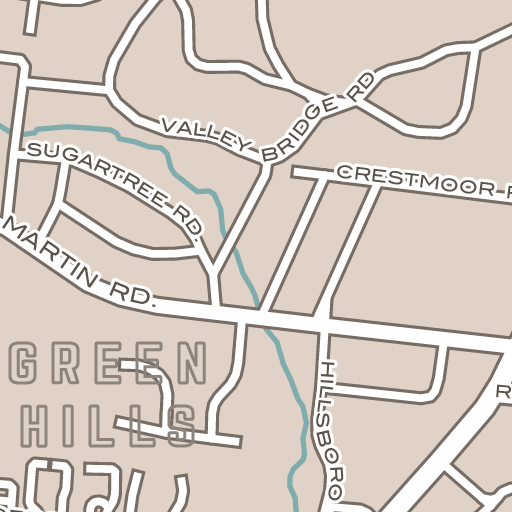 VALLEY BRIDGE RD
SUGARTREE RD.
CRESTMOOR
MARTIN RD.
GREEN
HILLS
HILLSBORO